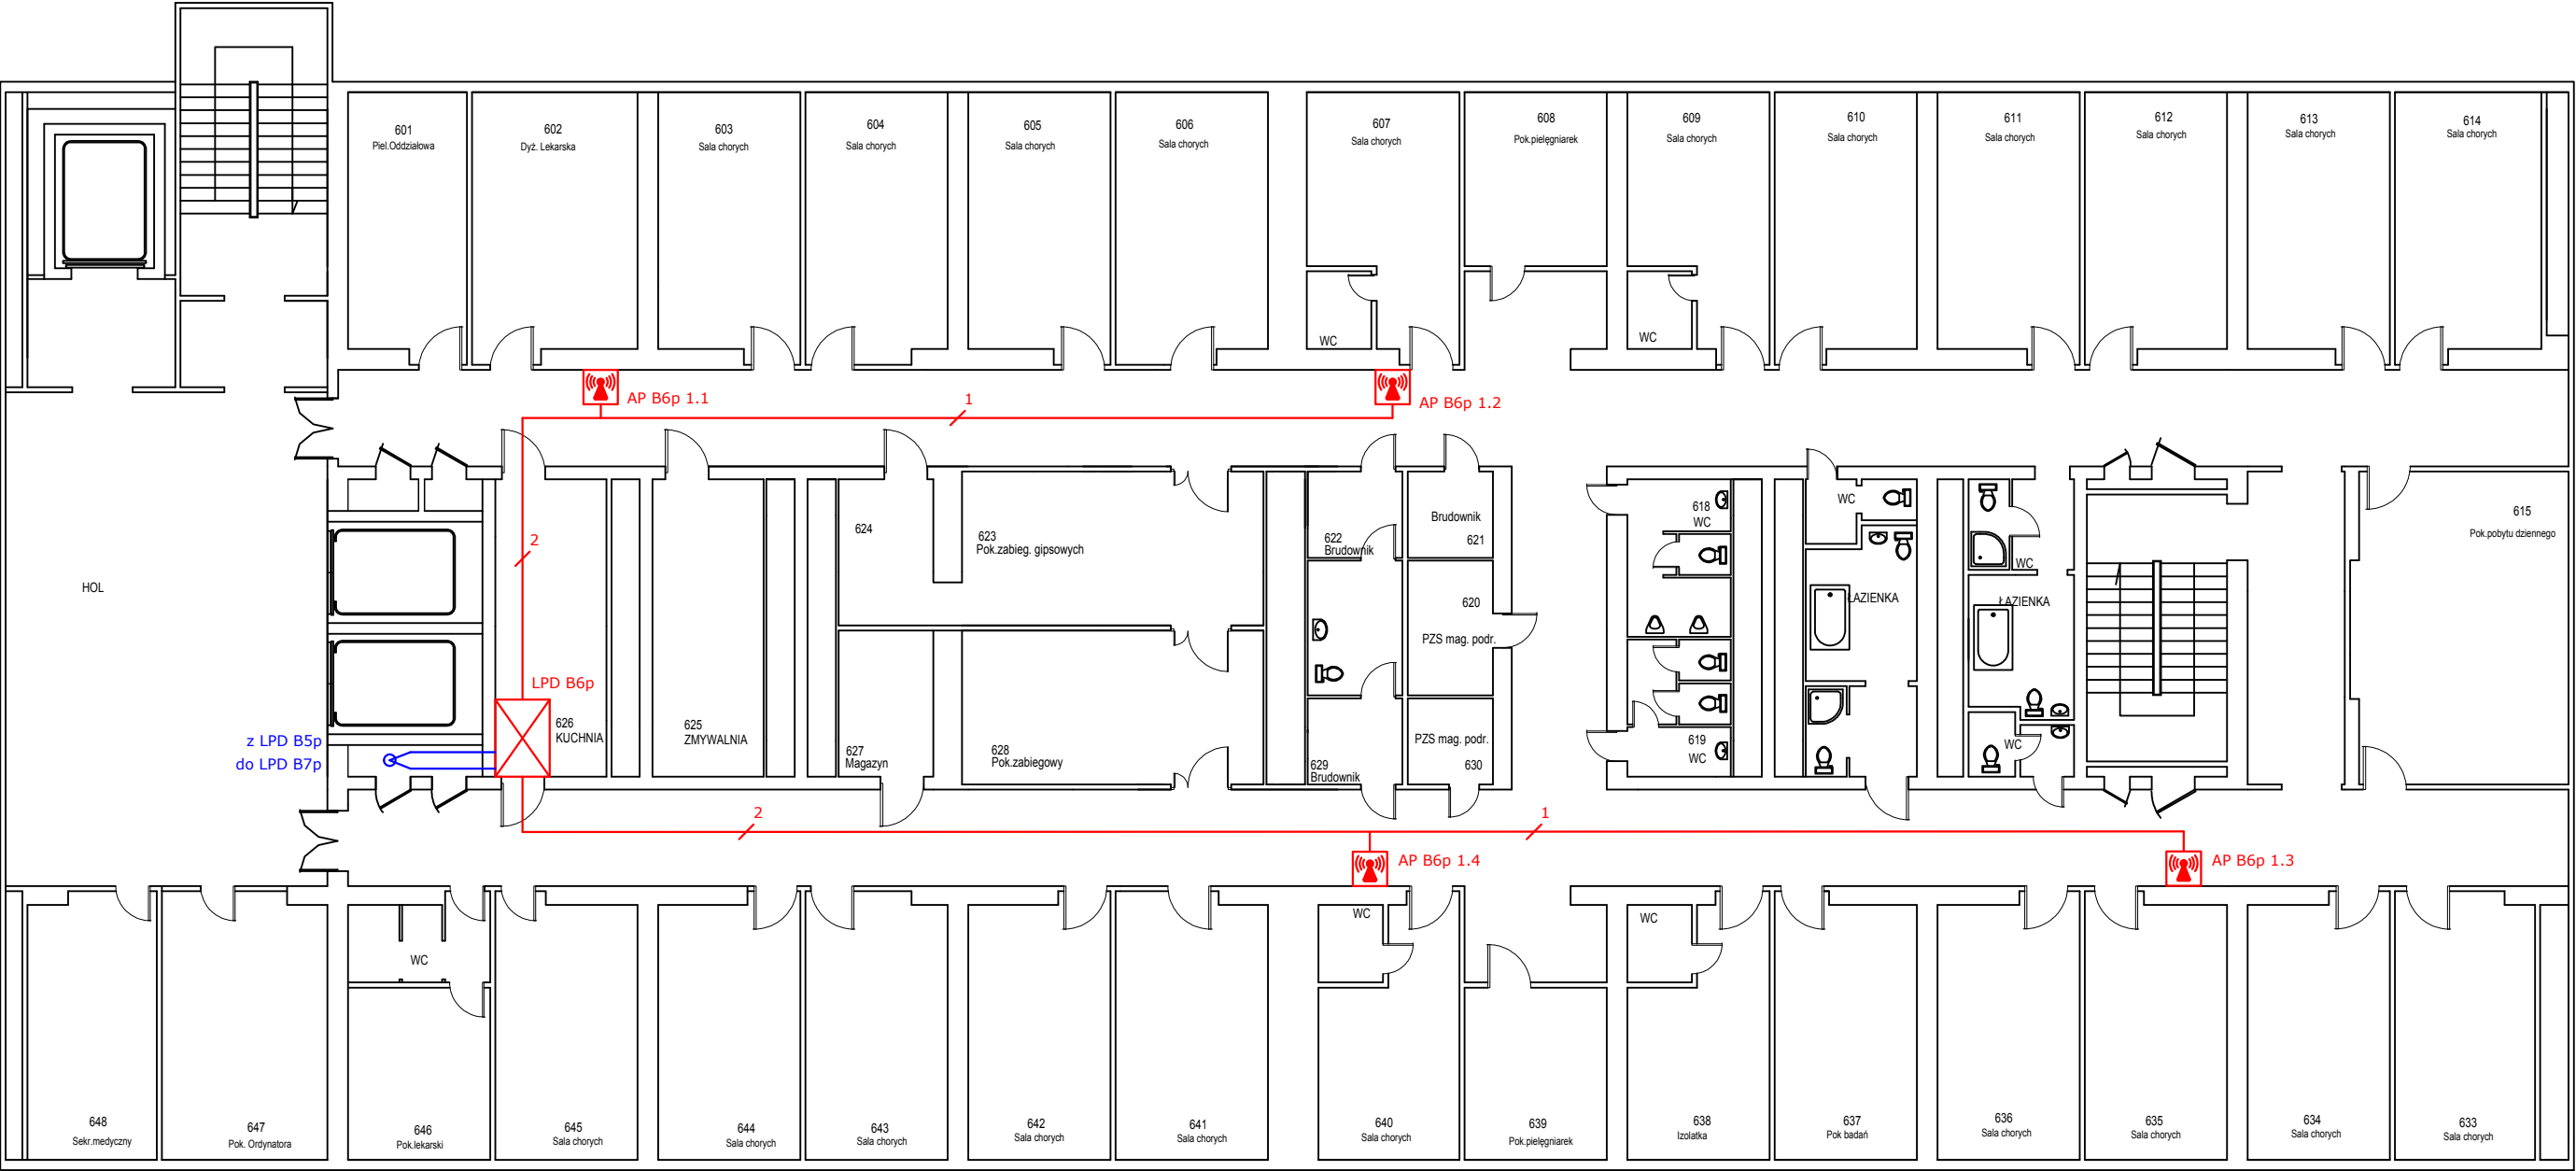 601
Piel.Oddziałowa
602
Dyż. Lekarska
603
Sala chorych
604
Sala chorych
605
Sala chorych
606
Sala chorych
607
Sala chorych
608
Pok.pielęgniarek
609
Sala chorych
610
Sala chorych
611
Sala chorych
612
Sala chorych
613
Sala chorych
614
Sala chorych
WC
WC
AP B6p 1.1
1
AP B6p 1.2
2
HOL
624
623
Pok.zabieg. gipsowych
622
Brudownik
Brudownik
621
618
WC
WC
WC
615
Pok.pobytu dziennego
620
PZS mag. podr.
ŁAZIENKA
ŁAZIENKA
LPD B6p
626
KUCHNIA
625
ZMYWALNIA
z LPD B5p
do LPD B7p
627
Magazyn
628
Pok.zabiegowy
629
Brudownik
PZS mag. podr.
630
619
WC
WC
2
1
AP B6p 1.4
AP B6p 1.3
WC
WC
WC
648
Sekr.medyczny
647
Pok. Ordynatora
646
Pok.lekarski
645
Sala chorych
644
Sala chorych
643
Sala chorych
642
Sala chorych
641
Sala chorych
640
Sala chorych
639
Pok.pielęgniarek
638
Izolatka
637
Pok badań
636
Sala chorych
635
Sala chorych
634
Sala chorych
633
Sala chorych